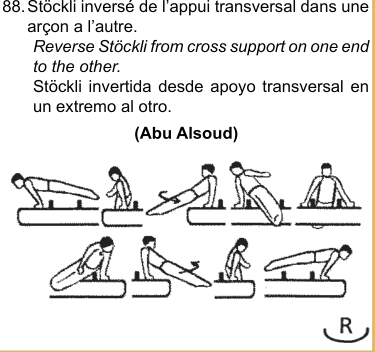 88. Stöckli inversé de l'appui transversal dans une
arçon a l'autre.
Reverse Stöckli from cross support on one end
to the other.
Stöckli invertida desde apoyo transversal en
un extremo al otro.
(Abu Alsoud)
R